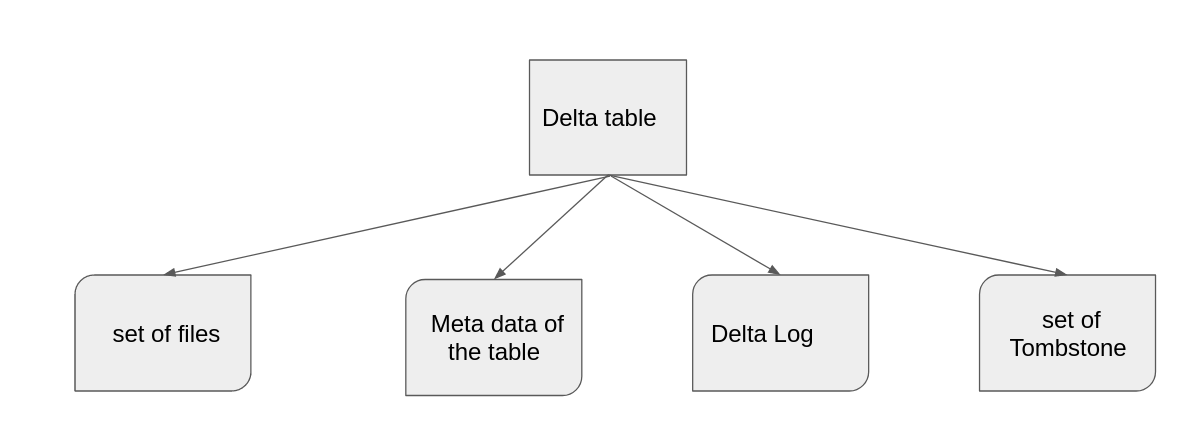 Delta table
set of files
Meta data of
the table
Delta Log
set of
Tombstone